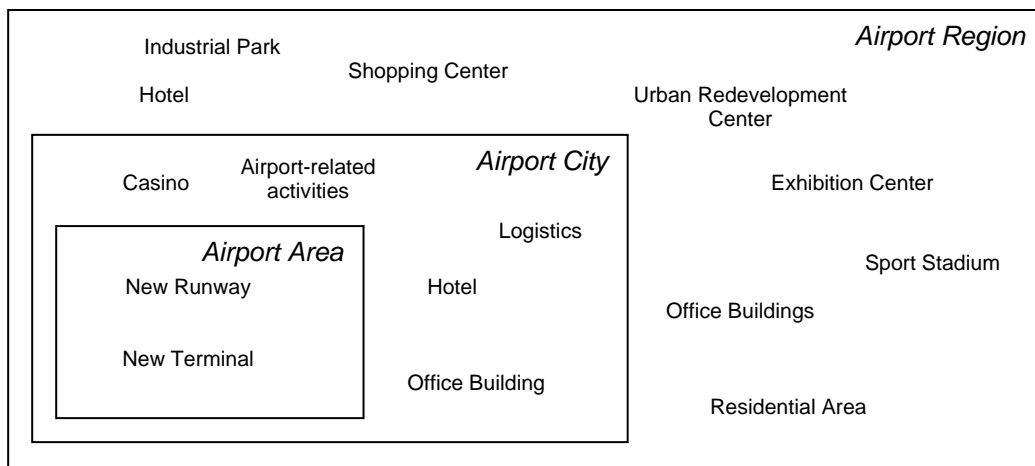 Airport Region
Industrial Park
Shopping Center
Hotel
Urban Redevelopment
Center
Airport City
Casino
Airport-related
activities
Exhibition Center
Logistics
Airport Area
Sport Stadium
New Runway
Hotel
Office Buildings
New Terminal
Office Building
Residential Area